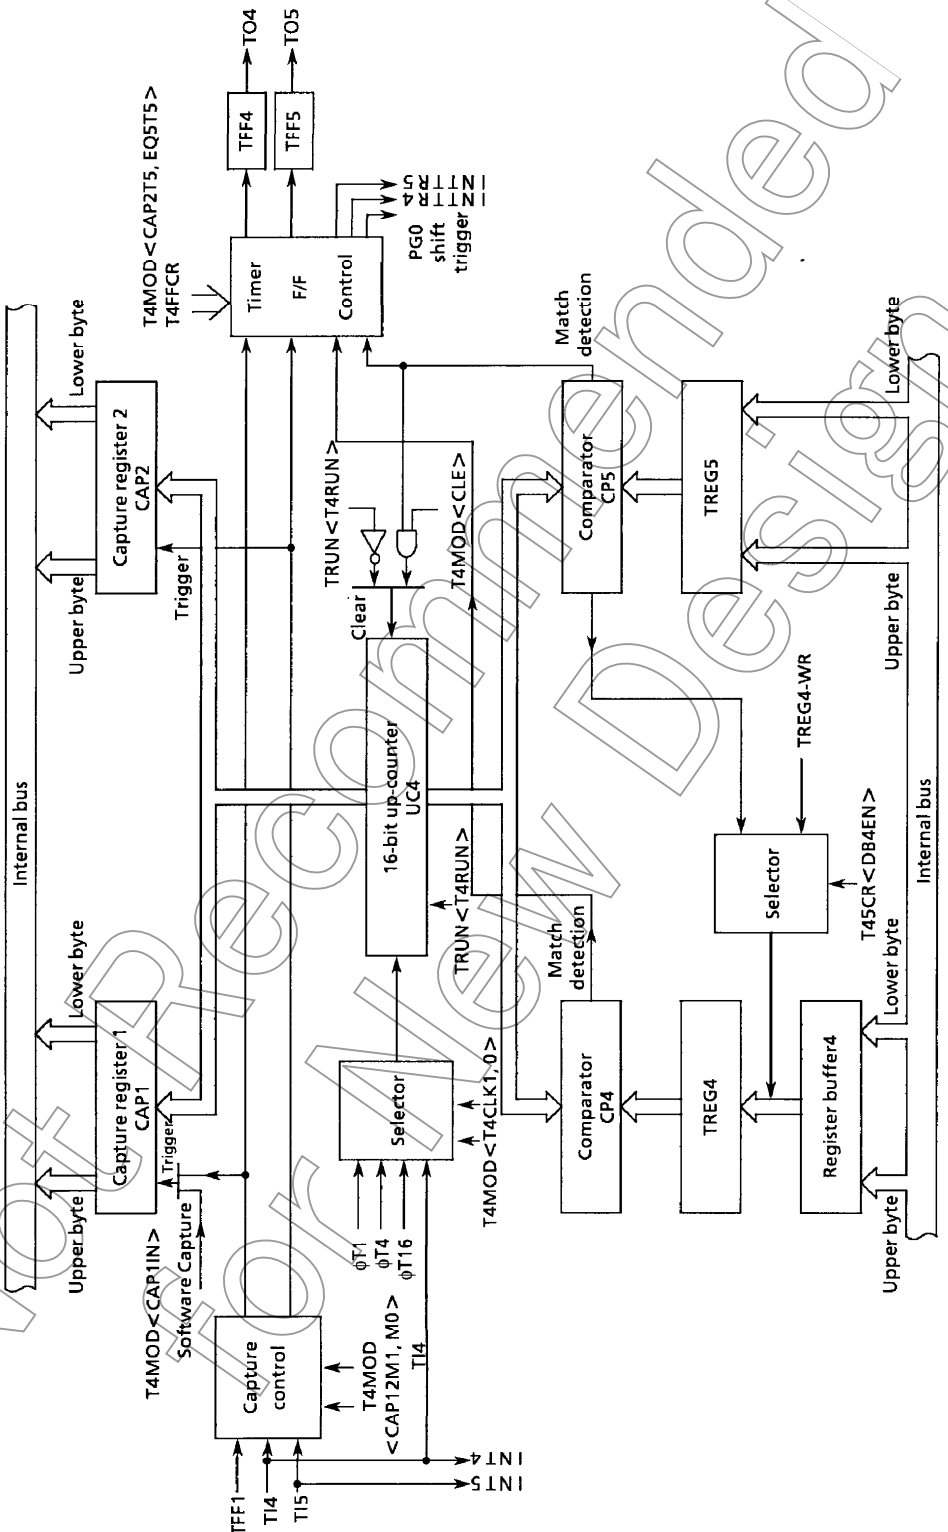 Internal bus
Upper byte
Lower byte
Upper byte
Lower byte
Capture register 1
CAP1
Capture register 2
CAP2
T4MOD<CAP1IN>
Software Capture
Trigger
Trigger
T4MOD<CAP2T5, EQ5T5>
T4FFCR
TFF1
TI4
TI5
Capture
control
T4MOD
<CAP12M1, M0>
INT4
INT5
TI4
ϕT1
ϕT4
ϕT16
Selector
T4MOD<T4CLK1, 0>
16-bit up-counter
UC4
TRUN<T4RUN>
Clear
TRUN<T4RUN>
T4MOD<CLE>
Timer
F/F
Control
TFF4
TO4
TFF5
TO5
INTTR5
INTTR4
PG0
shift
trigger
Match
detection
Match
detection
Comparator
CP4
Comparator
CP5
TREG4
TREG5
Selector
TREG4-WR
T45CR<DB4EN>
Register buffer4
Upper byte
Lower byte
Upper byte
Lower byte
Internal bus
Not Recommended
for New Design